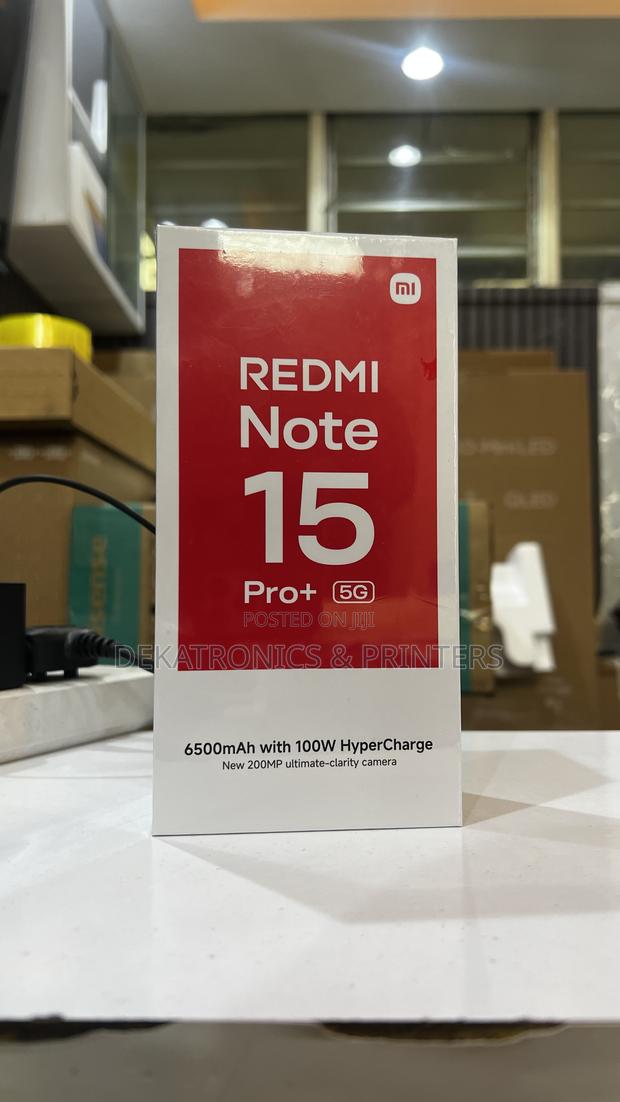 mi
REDMI
Note
15
Pro+ 5G
POSTED ON JIJI
DEKATRONICS & PRINTERS
6500mAh with 100W HyperCharge
New 200MP ultimate-clarity camera
QLED